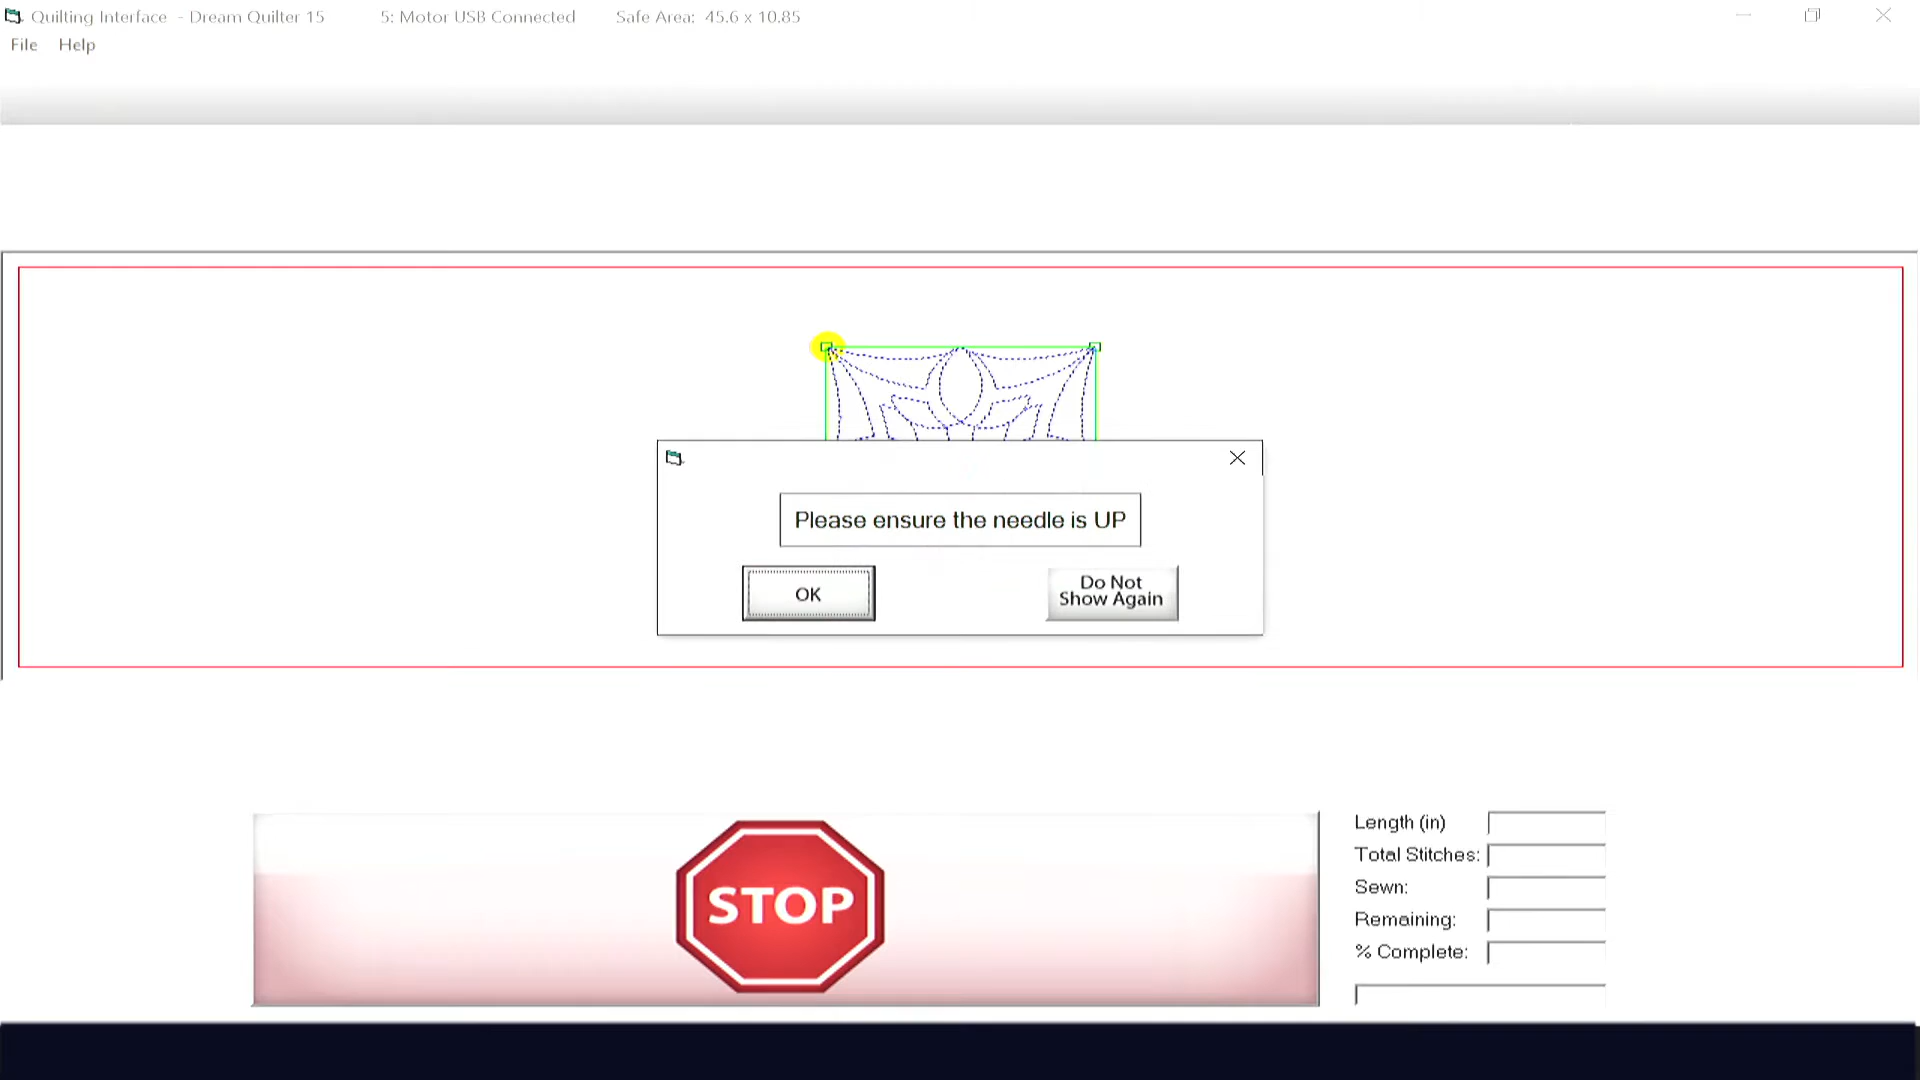 Quilting Interface - Dream Quilter 15 5: Motor USB Connected Safe Area: 45.6 x 10.85
File Help
Please ensure the needle is UP
OK
Do Not
Show Again
STOP
Length (in)
Total Stitches:
Sewn:
Remaining:
% Complete: